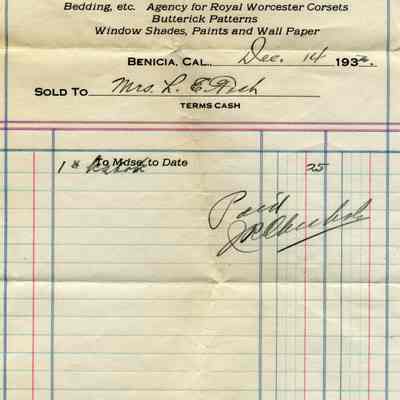 Bedding, etc. Agency for Royal Worcester Corsets
Butterick Patterns
Window Shades, Paints and Wall Paper
BENICIA, CAL., Dec. 14 193
SOLD TO Mrs. L. E.
TERMS CASH
To Mdse, to Date
1 25
Paid